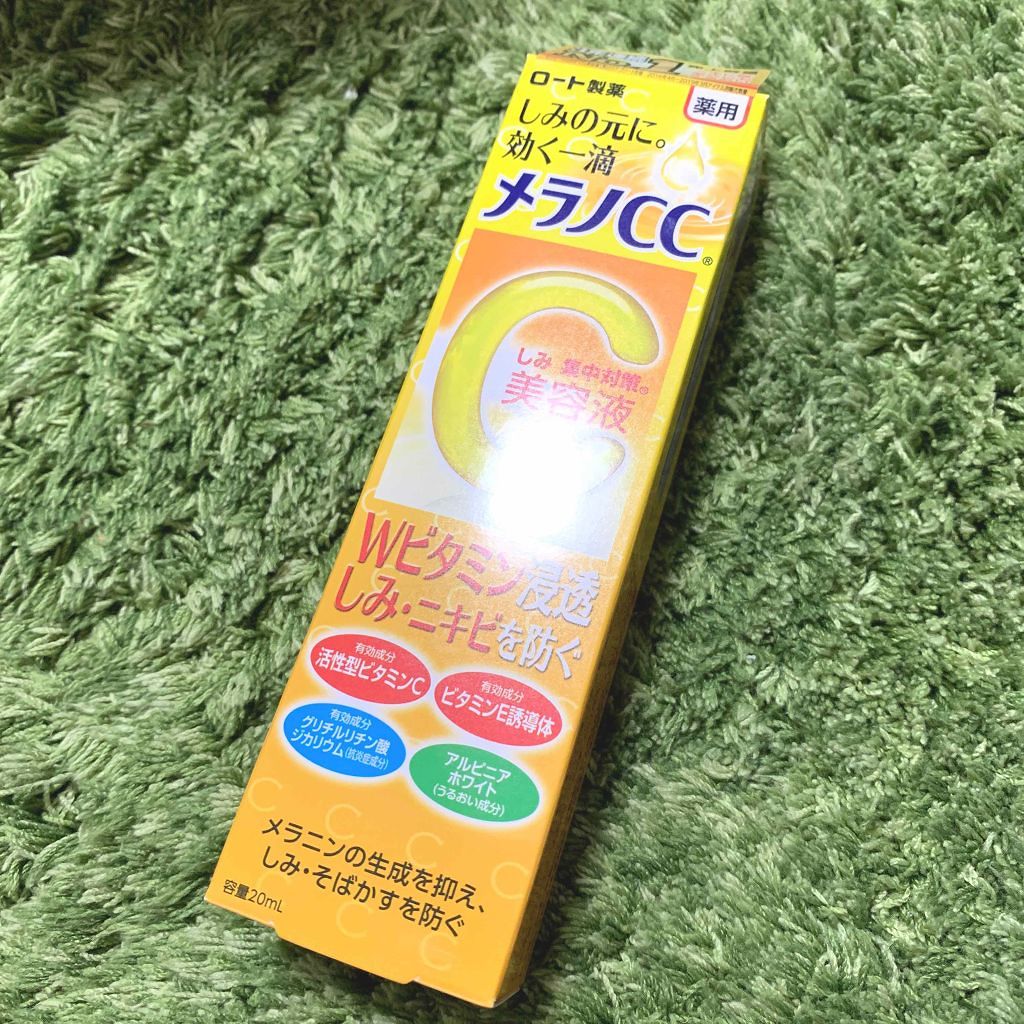 ロート製薬
薬用
しみの元に。
効く一滴
メラノCC®
しみ 集中対策®
美容液
Wビタミン浸透
しみ・ニキビを防ぐ
有効成分
活性型ビタミンC
有効成分
ビタミンE誘導体
有効成分
グリチルリチン酸
ジカリウム(抗炎症成分)
アルピニア
ホワイト
(うるおい成分)
メラニンの生成を抑え、
しみ・そばかすを防ぐ
容量20mL